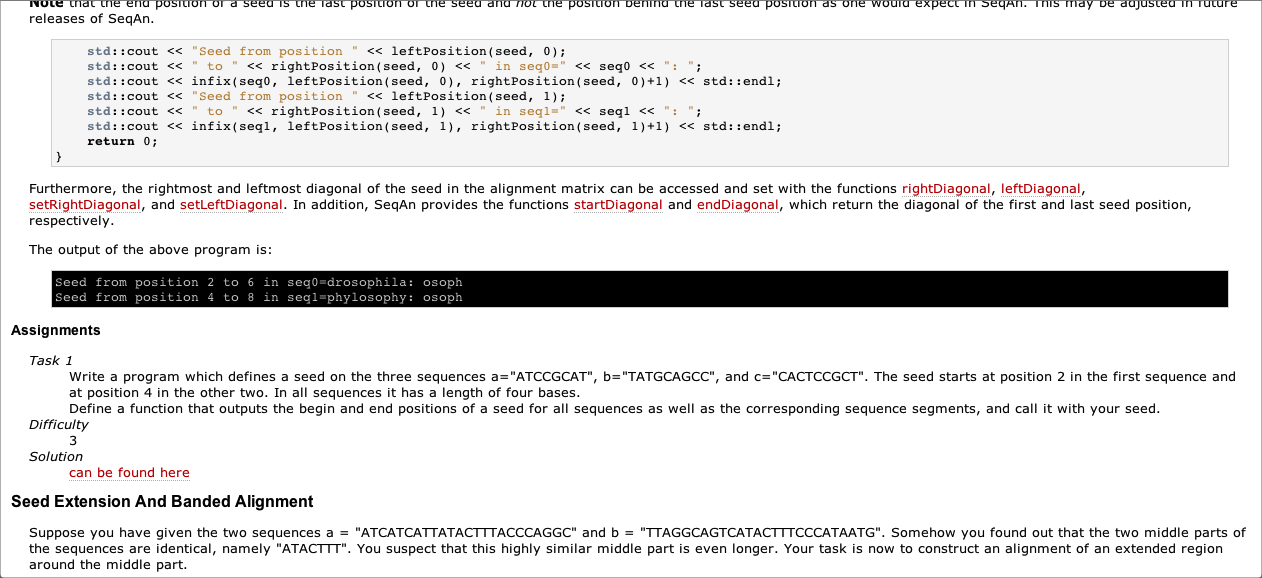 Note that the end position of a seed is the last position of the seed and not the position behind the last seed position as one would expect in SeqAn. This may be adjusted in future
releases of SeqAn.
std::cout << "Seed from position " << leftPosition(seed, 0);
std::cout << " to " << rightPosition(seed, 0) << " in seq0=" << seq0 << ": ";
std::cout << infix(seq0, leftPosition(seed, 0), rightPosition(seed, 0)+1) << std::endl;
std::cout << "Seed from position " << leftPosition(seed, 1);
std::cout << " to " << rightPosition(seed, 1) << " in seq1=" << seq1 << ": ";
std::cout << infix(seq1, leftPosition(seed, 1), rightPosition(seed, 1)+1) << std::endl;
return 0;
}
Furthermore, the rightmost and leftmost diagonal of the seed in the alignment matrix can be accessed and set with the functions rightDiagonal, leftDiagonal,
setRightDiagonal, and setLeftDiagonal. In addition, SeqAn provides the functions startDiagonal and endDiagonal, which return the diagonal of the first and last seed position,
respectively.
The output of the above program is:
Seed from position 2 to 6 in seq0=drosophila: osoph
Seed from position 4 to 8 in seq1=phylosophy: osoph
Assignments
Task 1
Write a program which defines a seed on the three sequences a="ATCCGCAT", b="TATGCAGCC", and c="CACTCCGCT". The seed starts at position 2 in the first sequence and
at position 4 in the other two. In all sequences it has a length of four bases.
Define a function that outputs the begin and end positions of a seed for all sequences as well as the corresponding sequence segments, and call it with your seed.
Difficulty
3
Solution
can be found here
Seed Extension And Banded Alignment
Suppose you have given the two sequences a = "ATCATCATTATACTTTACCCAGGC" and b = "TTAGGCAGTCATACTTTCCCATAATG". Somehow you found out that the two middle parts of
the sequences are identical, namely "ATACTTT". You suspect that this highly similar middle part is even longer. Your task is now to construct an alignment of an extended region
around the middle part.